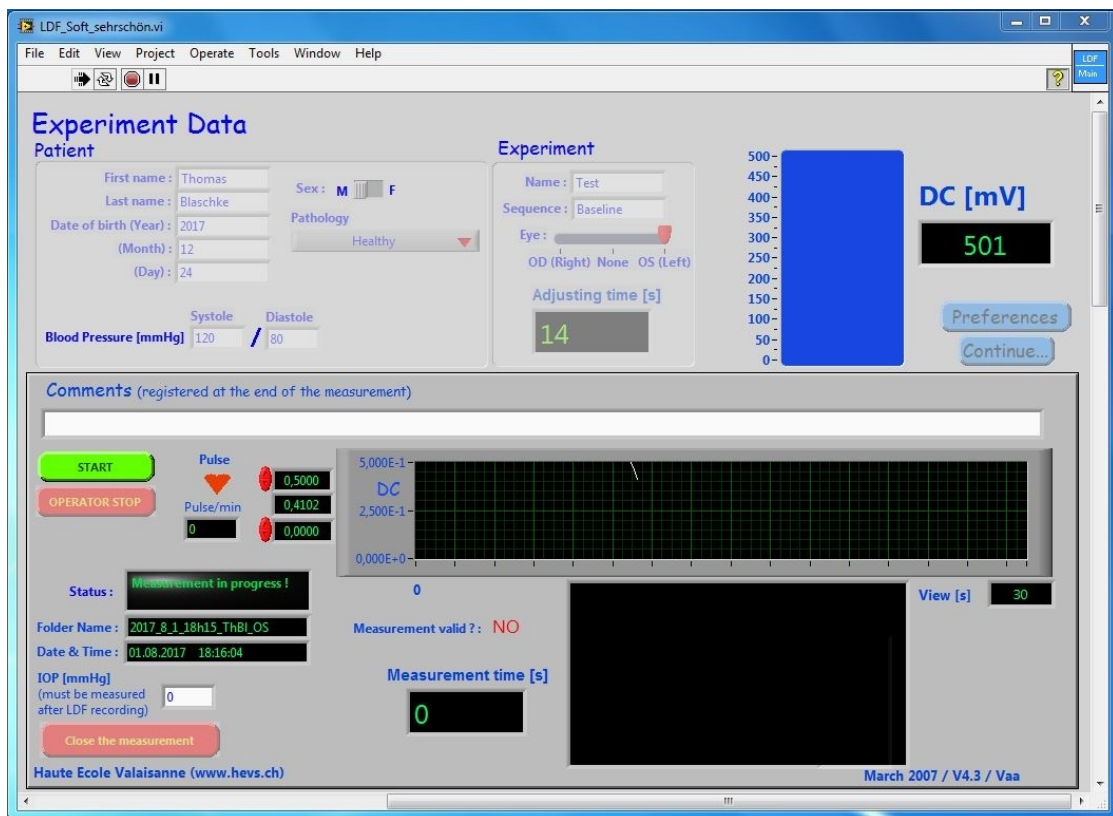 LDF_Soft_sehrschön.vi
File Edit View Project Operate Tools Window Help
LDF
Main
Experiment Data
Patient
First name : Thomas
Last name : Blaschke
Date of birth (Year) : 2017
(Month) : 12
(Day) : 24
Sex : M F
Pathology
Healthy
Systole Diastole
Blood Pressure [mmHg] 120 / 80
Experiment
Name : Test
Sequence : Baseline
Eye :
OD (Right) None OS (Left)
Adjusting time [s]
14
500
450
400
350
300
250
200
150
100
50
0
DC [mV]
501
Preferences
Continue...
Comments (registered at the end of the measurement)
START
OPERATOR STOP
Pulse
Pulse/min
0
0,5000
0,4102
0,0000
5,000E-1
DC
2,500E-1
0,000E+0
0
View [s] 30
Status : Measurement in progress !
Folder Name : 2017_8_1_18h15_ThBl_OS
Date & Time : 01.08.2017 18:16:04
IOP [mmHg]
(must be measured
after LDF recording)
0
Close the measurement
Measurement valid ? : NO
Measurement time [s]
0
Haute Ecole Valaisanne (www.hevs.ch)
March 2007 / V4.3 / Vaa